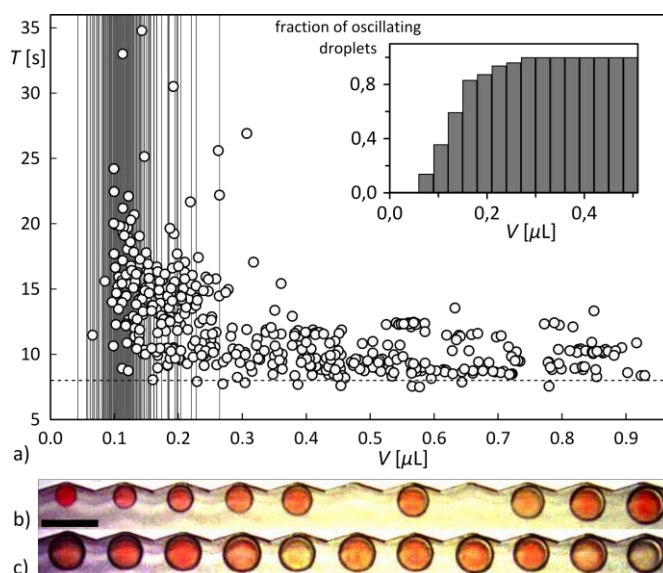 35
T [s]
30
25
20
15
10
5
0.0 0.1 0.2 0.3 0.4 0.5 0.6 0.7 0.8 0.9
V [μL]
fraction of oscillating
droplets
0,8
0,4
0,0
0,0 0,2 0,4
V [μL]
a)
b)
c)